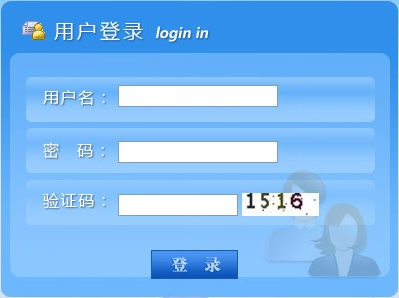 用户登录 login in
用户名：
密 码：
验证码： 1516
登 录